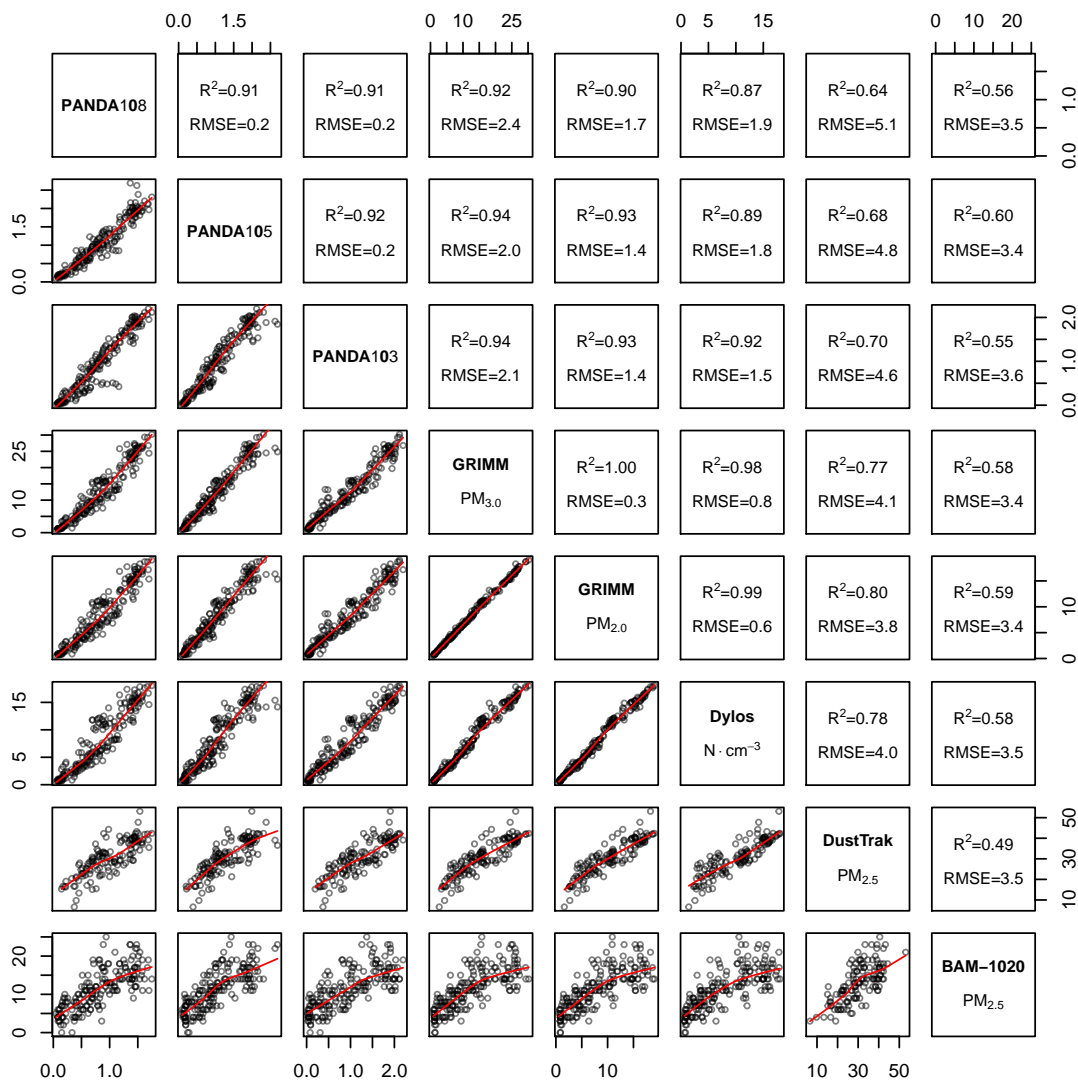 0.0 1.5 0 10 25 0 5 15 0 10 20
PANDA108 R²=0.91 R²=0.91 R²=0.92 R²=0.90 R²=0.87 R²=0.64 R²=0.56 0.0 1.0
RMSE=0.2 RMSE=0.2 RMSE=2.4 RMSE=1.7 RMSE=1.9 RMSE=5.1 RMSE=3.5
0.0 1.5 PANDA105 R²=0.92 R²=0.94 R²=0.93 R²=0.89 R²=0.68 R²=0.60
RMSE=0.2 RMSE=2.0 RMSE=1.4 RMSE=1.8 RMSE=4.8 RMSE=3.4
PANDA103 R²=0.94 R²=0.93 R²=0.92 R²=0.70 R²=0.55 0.0 1.0 2.0
RMSE=2.1 RMSE=1.4 RMSE=1.5 RMSE=4.6 RMSE=3.6
0 10 25 GRIMM R²=1.00 R²=0.98 R²=0.77 R²=0.58
PM₃.₀ RMSE=0.3 RMSE=0.8 RMSE=4.1 RMSE=3.4
GRIMM R²=0.99 R²=0.80 R²=0.59 0 10
PM₂.₀ RMSE=0.6 RMSE=3.8 RMSE=3.4
0 5 15 Dylos R²=0.78 R²=0.58
N·cm⁻³ RMSE=4.0 RMSE=3.5
DustTrak R²=0.49 10 30 50
PM₂.₅ RMSE=3.5
0 10 20 BAM−1020
PM₂.₅
0.0 1.0 0.0 1.0 2.0 0 10 10 30 50